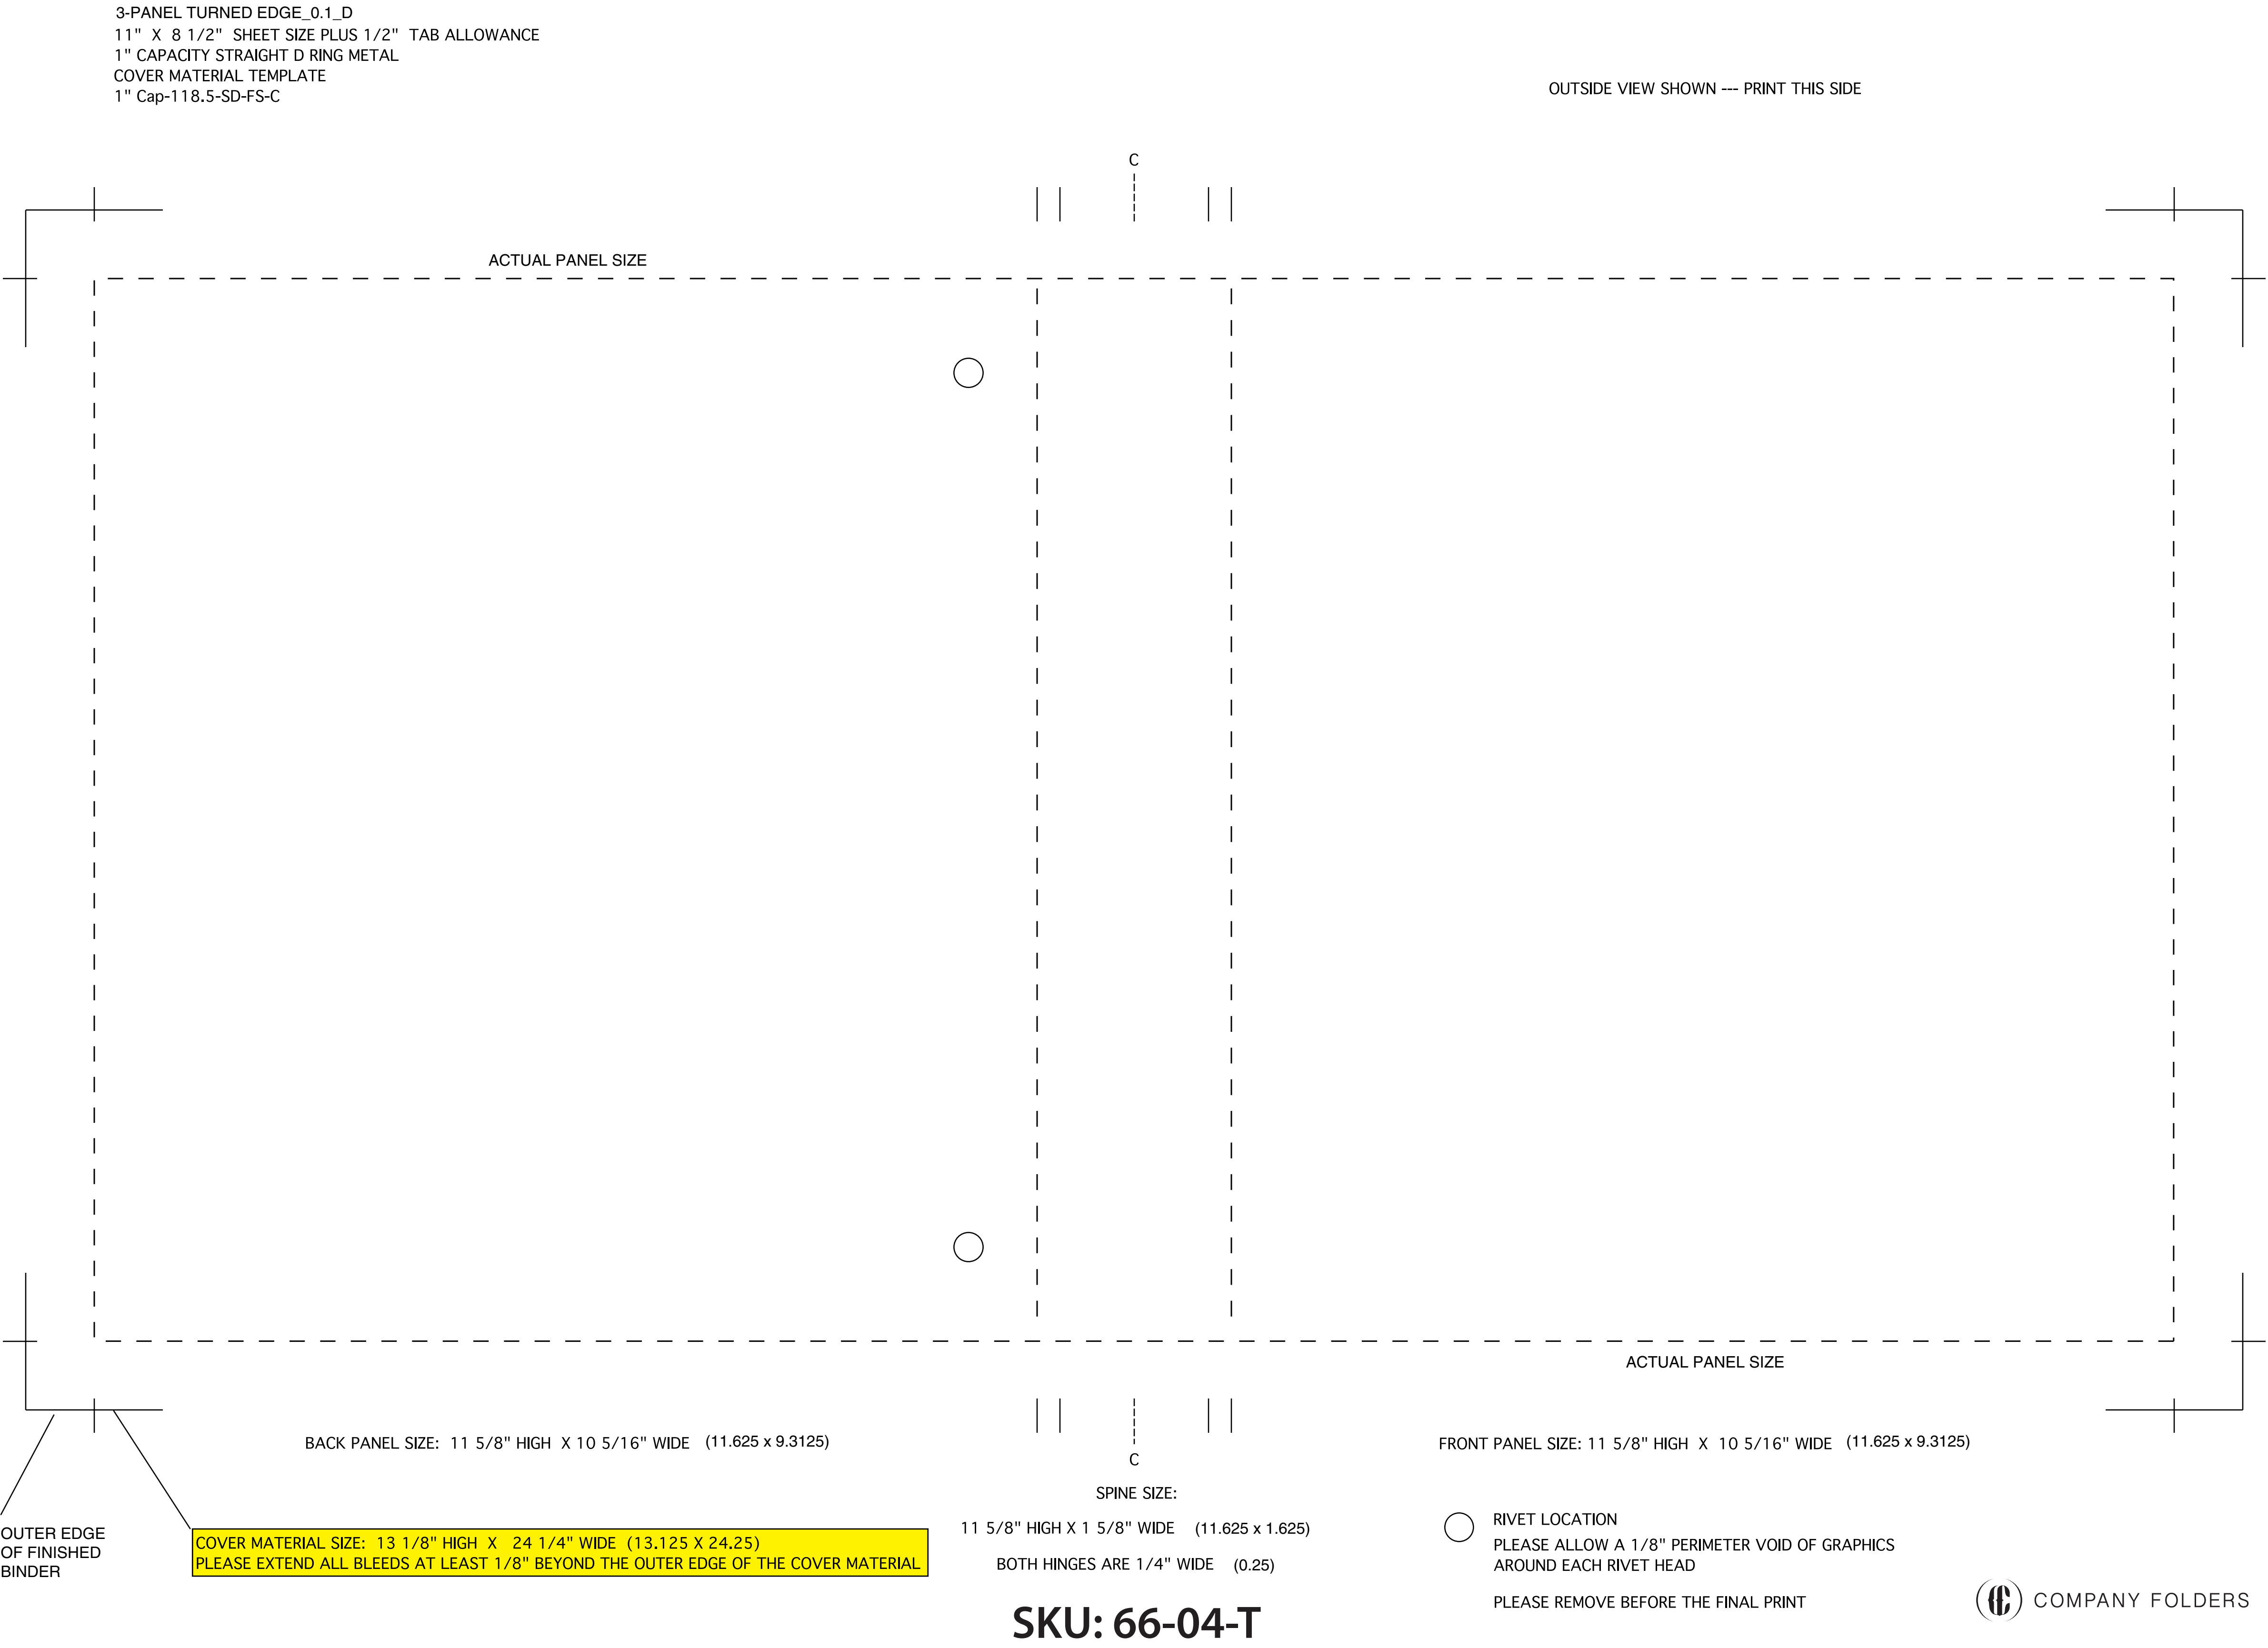 3-PANEL TURNED EDGE_0.1_D
11" X 8 1/2" SHEET SIZE PLUS 1/2" TAB ALLOWANCE
1" CAPACITY STRAIGHT D RING METAL
COVER MATERIAL TEMPLATE
1" Cap-118.5-SD-FS-C
OUTSIDE VIEW SHOWN --- PRINT THIS SIDE
C
ACTUAL PANEL SIZE
ACTUAL PANEL SIZE
BACK PANEL SIZE: 11 5/8" HIGH X 10 5/16" WIDE (11.625 x 9.3125)
C
FRONT PANEL SIZE: 11 5/8" HIGH X 10 5/16" WIDE (11.625 x 9.3125)
OUTER EDGE
OF FINISHED
BINDER
COVER MATERIAL SIZE: 13 1/8" HIGH X 24 1/4" WIDE (13.125 X 24.25)
PLEASE EXTEND ALL BLEEDS AT LEAST 1/8" BEYOND THE OUTER EDGE OF THE COVER MATERIAL
SPINE SIZE:
11 5/8" HIGH X 1 5/8" WIDE (11.625 x 1.625)
BOTH HINGES ARE 1/4" WIDE (0.25)
SKU: 66-04-T
RIVET LOCATION
PLEASE ALLOW A 1/8" PERIMETER VOID OF GRAPHICS
AROUND EACH RIVET HEAD
PLEASE REMOVE BEFORE THE FINAL PRINT
COMPANY FOLDERS